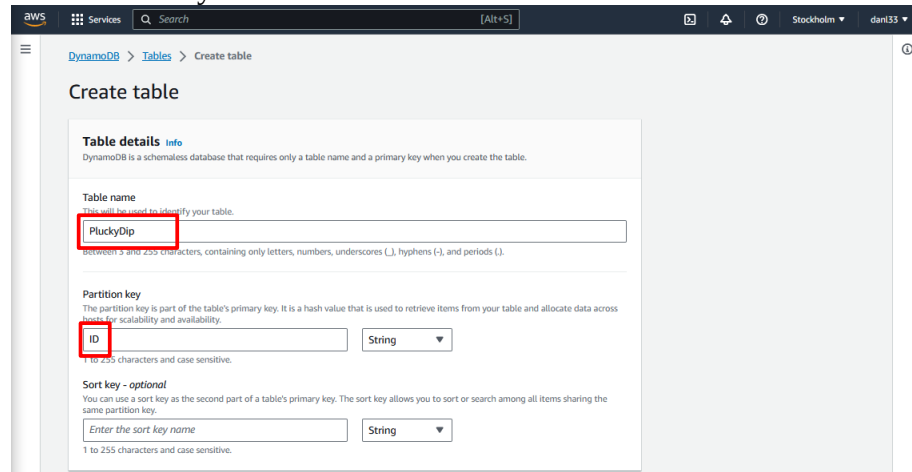 aws
Services
Search
[Alt+S]
Stockholm
danl33
DynamoDB > Tables > Create table
Create table
Table details Info
DynamoDB is a schemaless database that requires only a table name and a primary key when you create the table.
Table name
This will be used to identify your table.
PluckyDip
Between 3 and 255 characters, containing only letters, numbers, underscores (_), hyphens (-), and periods (.).
Partition key
The partition key is part of the table's primary key. It is a hash value that is used to retrieve items from your table and allocate data across
hosts for scalability and availability.
ID
String
1 to 255 characters and case sensitive.
Sort key - optional
You can use a sort key as the second part of a table's primary key. The sort key allows you to sort or search among all items sharing the
same partition key.
Enter the sort key name
String
1 to 255 characters and case sensitive.